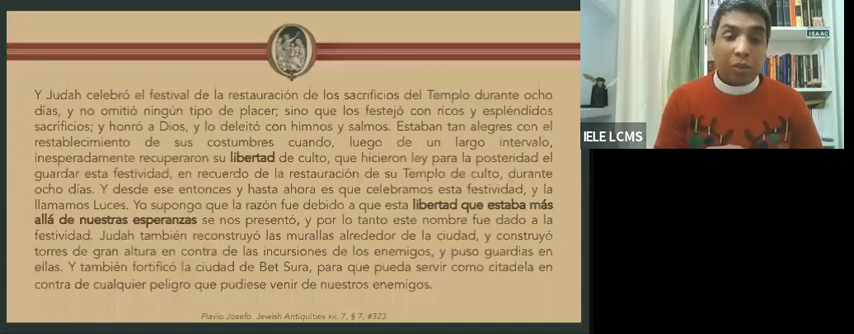 Y Judah celebró el festival de la restauración de los sacrificios del Templo durante ocho
días, y no omitió ningún tipo de placer; sino que los festejó con ricos y espléndidos
sacrificios; y honró a Dios, y lo deleitó con himnos y salmos. Estaban tan alegres con el
restablecimiento de sus costumbres cuando, luego de un largo intervalo,
inesperadamente recuperaron su libertad de culto, que hicieron ley para la posteridad el
guardar esta festividad, en recuerdo de la restauración de su Templo de culto, durante
ocho días. Y desde ese entonces y hasta ahora es que celebramos esta festividad, y la
llamamos Luces. Yo supongo que la razón fue debido a que esta libertad que estaba más
allá de nuestras esperanzas se nos presentó, y por lo tanto este nombre fue dado a la
festividad. Judah también reconstruyó las murallas alrededor de la ciudad, y construyó
torres de gran altura en contra de las incursiones de los enemigos, y puso guardias en
ellas. Y también fortificó la ciudad de Bet Sura, para que pueda servir como citadela en
contra de cualquier peligro que pudiese venir de nuestros enemigos.
Flavio Josefo. Jewish Antiquities xii. 7, § 7; #323
IELE LCMS
ISAAC